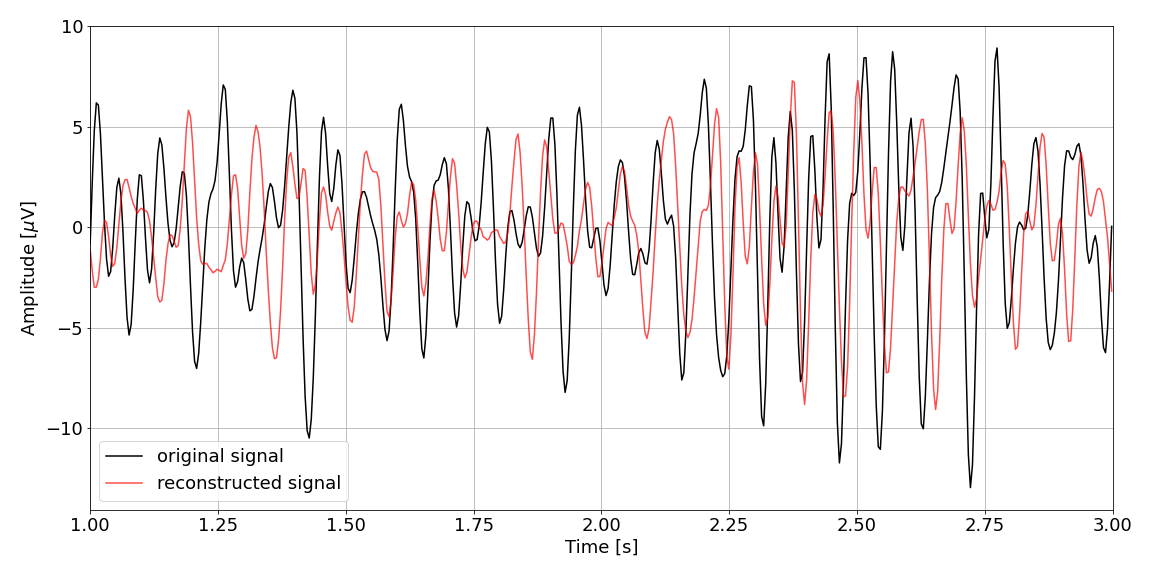 10
5
0
−5
−10
Amplitude [μV]
original signal
reconstructed signal
1.00 1.25 1.50 1.75 2.00 2.25 2.50 2.75 3.00
Time [s]